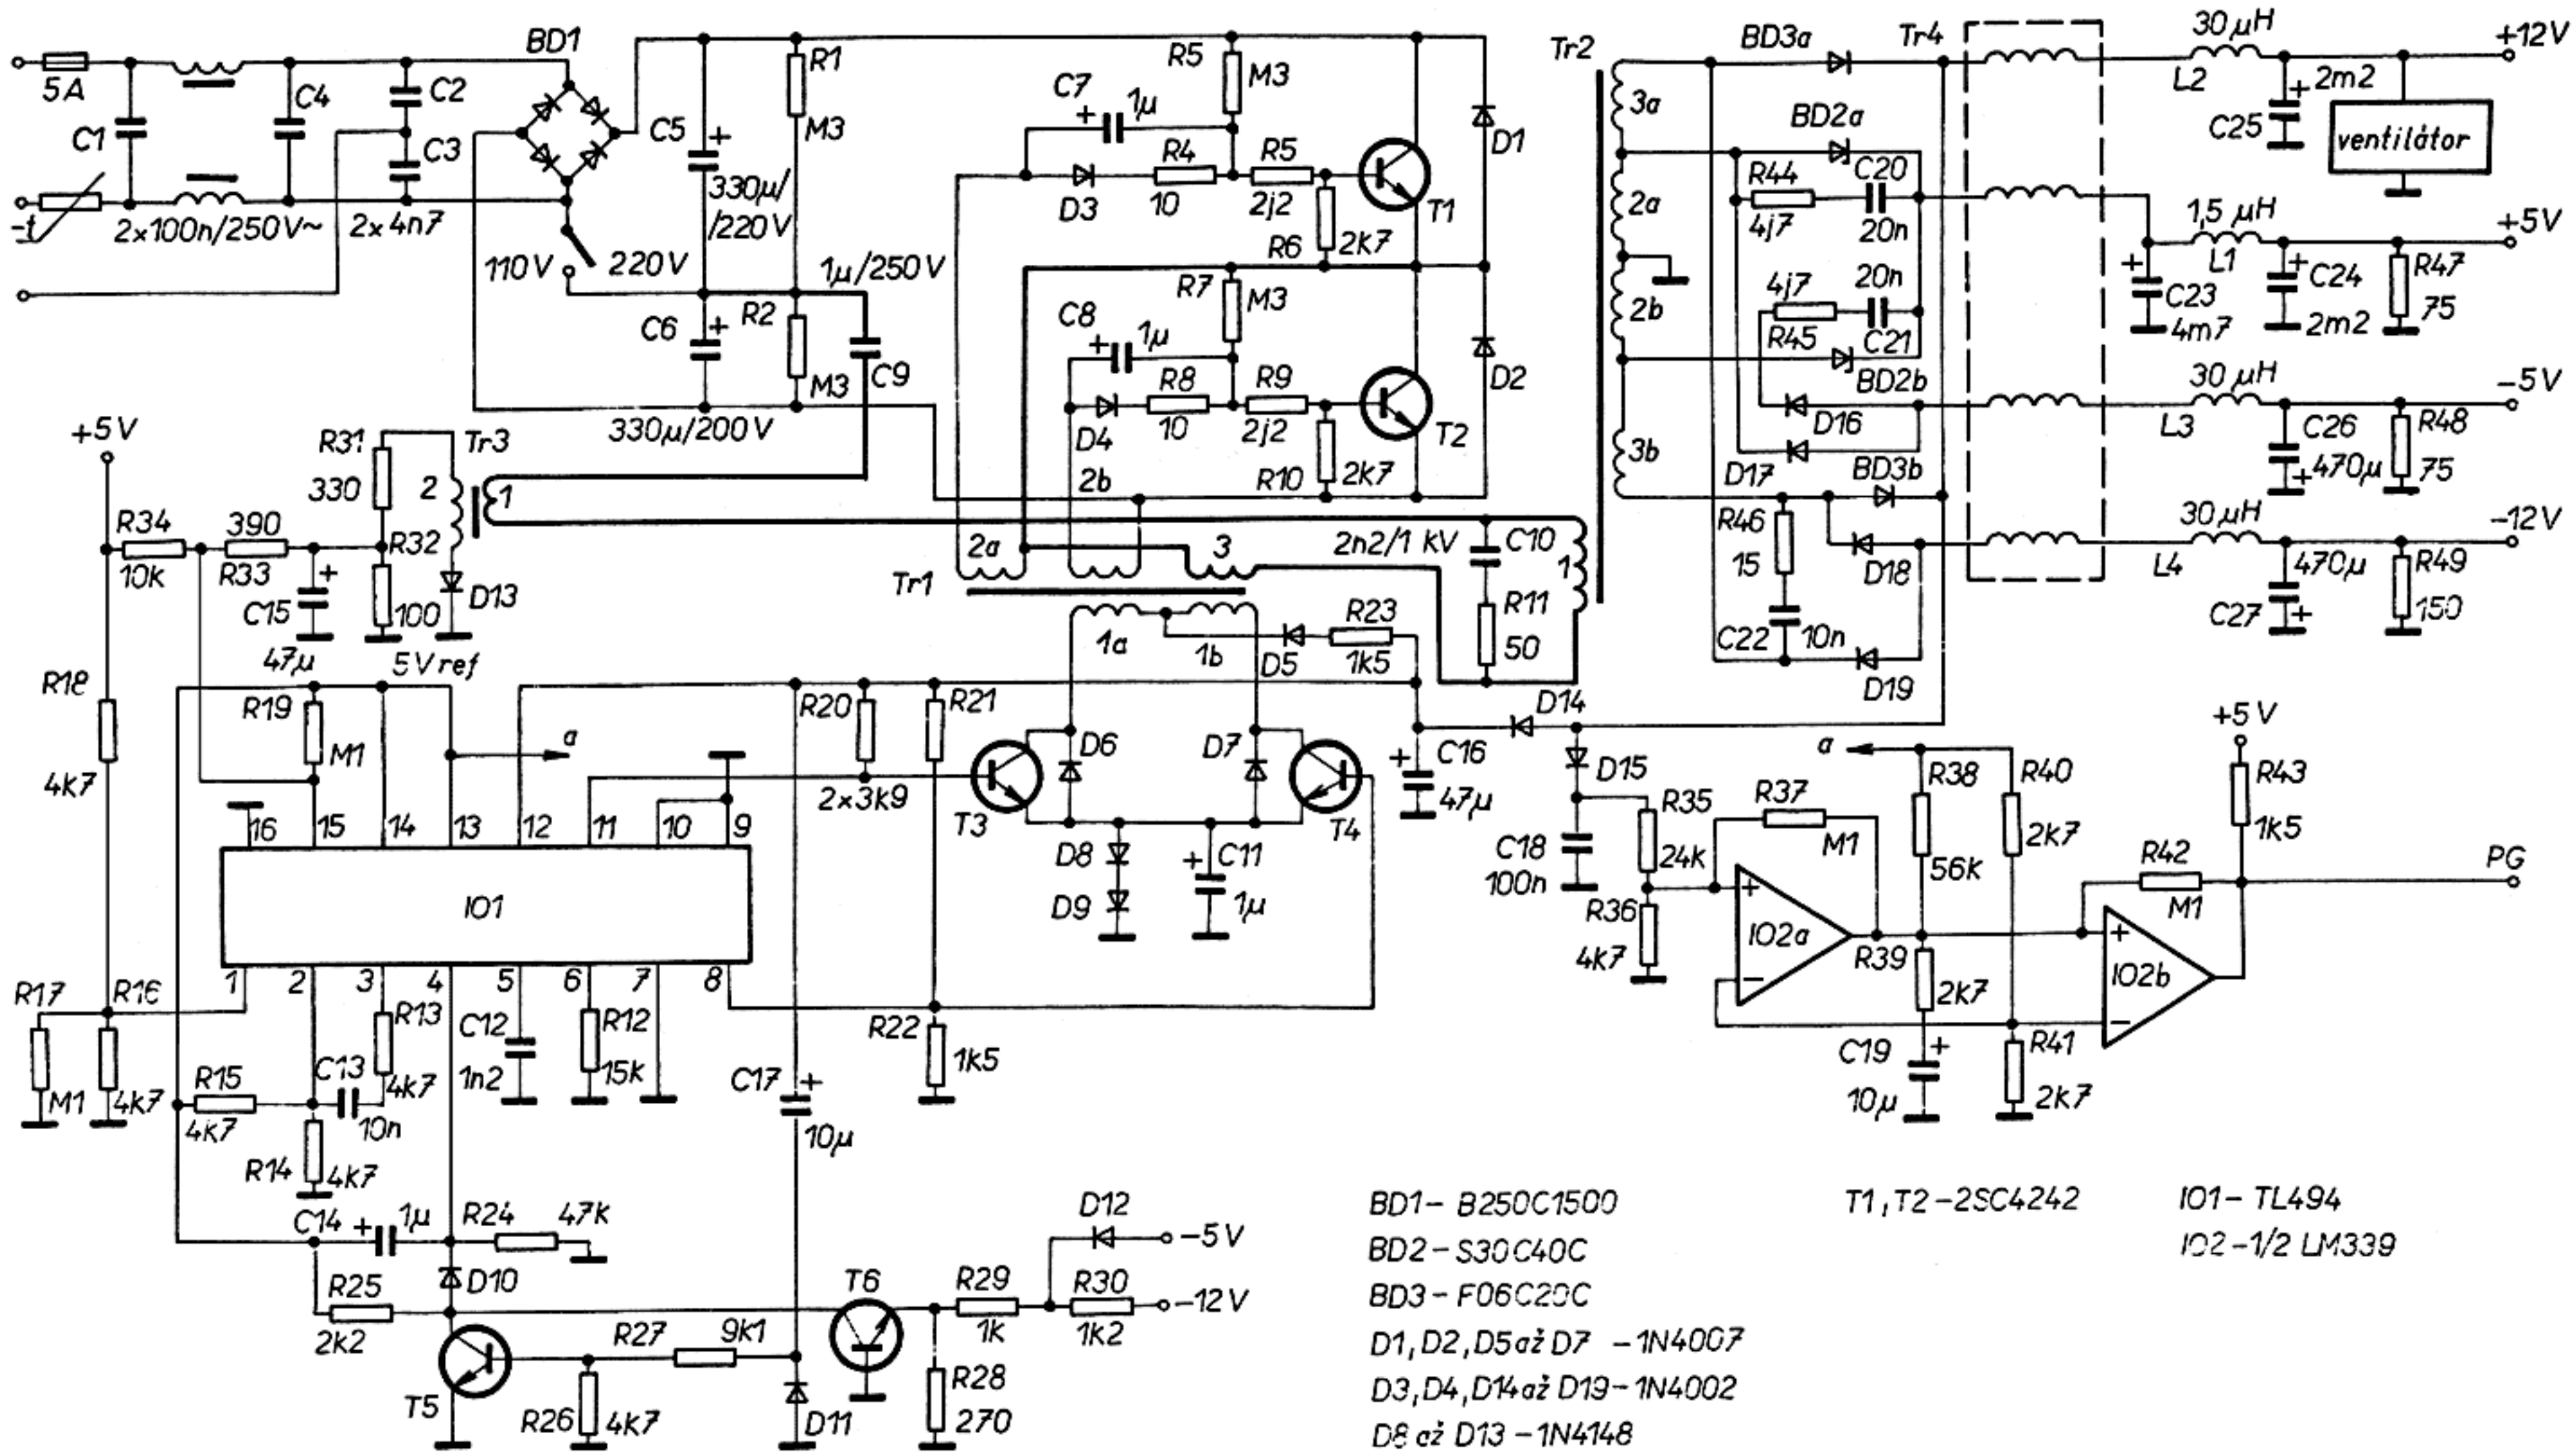 5A
C1
C4
C2
C3
-t
2x100n/250V~
2x4n7
BD1
110V
220V
C5
330µ/
/220V
R1
M3
C6
R2
M3
330µ/200V
1µ/250V
C9
C7
1µ
R5
M3
D3
R4
10
R5
2j2
R6
2k7
T1
D1
C8
1µ
R7
M3
D4
R8
10
R9
2j2
R10
2k7
T2
D2
2b
2a
3
Tr1
1a
1b
2n2/1 kV
C10
R11
50
1
Tr2
3a
2a
2b
3b
BD3a
BD2a
R44
4j7
C20
20n
4j7
R45
20n
C21
BD2b
D16
D17
BD3b
R46
15
D18
C22
10n
D19
Tr4
30 µH
L2
2m2
C25
ventilátor
+12V
1,5 µH
L1
+5V
C23
4m7
C24
2m2
R47
75
30 µH
L3
-5V
C26
470µ
R48
75
30 µH
L4
-12V
470µ
C27
R49
150
+5V
R34
10k
390
R33
R31
330
Tr3
2
1
R32
100
D13
C15
47µ
5Vref
R18
4k7
R19
M1
a
16
15
14
13
12
11
10
9
IO1
1
2
3
4
5
6
7
8
R20
R21
2x3k9
T3
D6
D7
T4
D5
R23
1k5
D8
D9
C11
1µ
C16
47µ
D14
D15
C18
100n
R35
24k
R36
4k7
R37
M1
IO2a
a
R38
56k
R40
2k7
R39
2k7
C19
10µ
R41
2k7
IO2b
R42
M1
+5V
R43
1k5
PG
R17
M1
R16
4k7
R15
4k7
C13
10n
R13
4k7
R14
4k7
C12
1n2
R12
15k
C17
10µ
R22
1k5
C14
1µ
R24
47k
D10
R25
2k2
T5
R26
4k7
R27
9k1
D11
T6
R28
270
R29
1k
R30
1k2
D12
-5V
-12V
BD1- B250C1500
BD2-S30C40C
BD3-F06C20C
D1,D2,D5až D7 -1N4007
D3,D4,D14až D19-1N4002
D8 až D13-1N4148
T1,T2-2SC4242
IO1- TL494
IO2-1/2 LM339